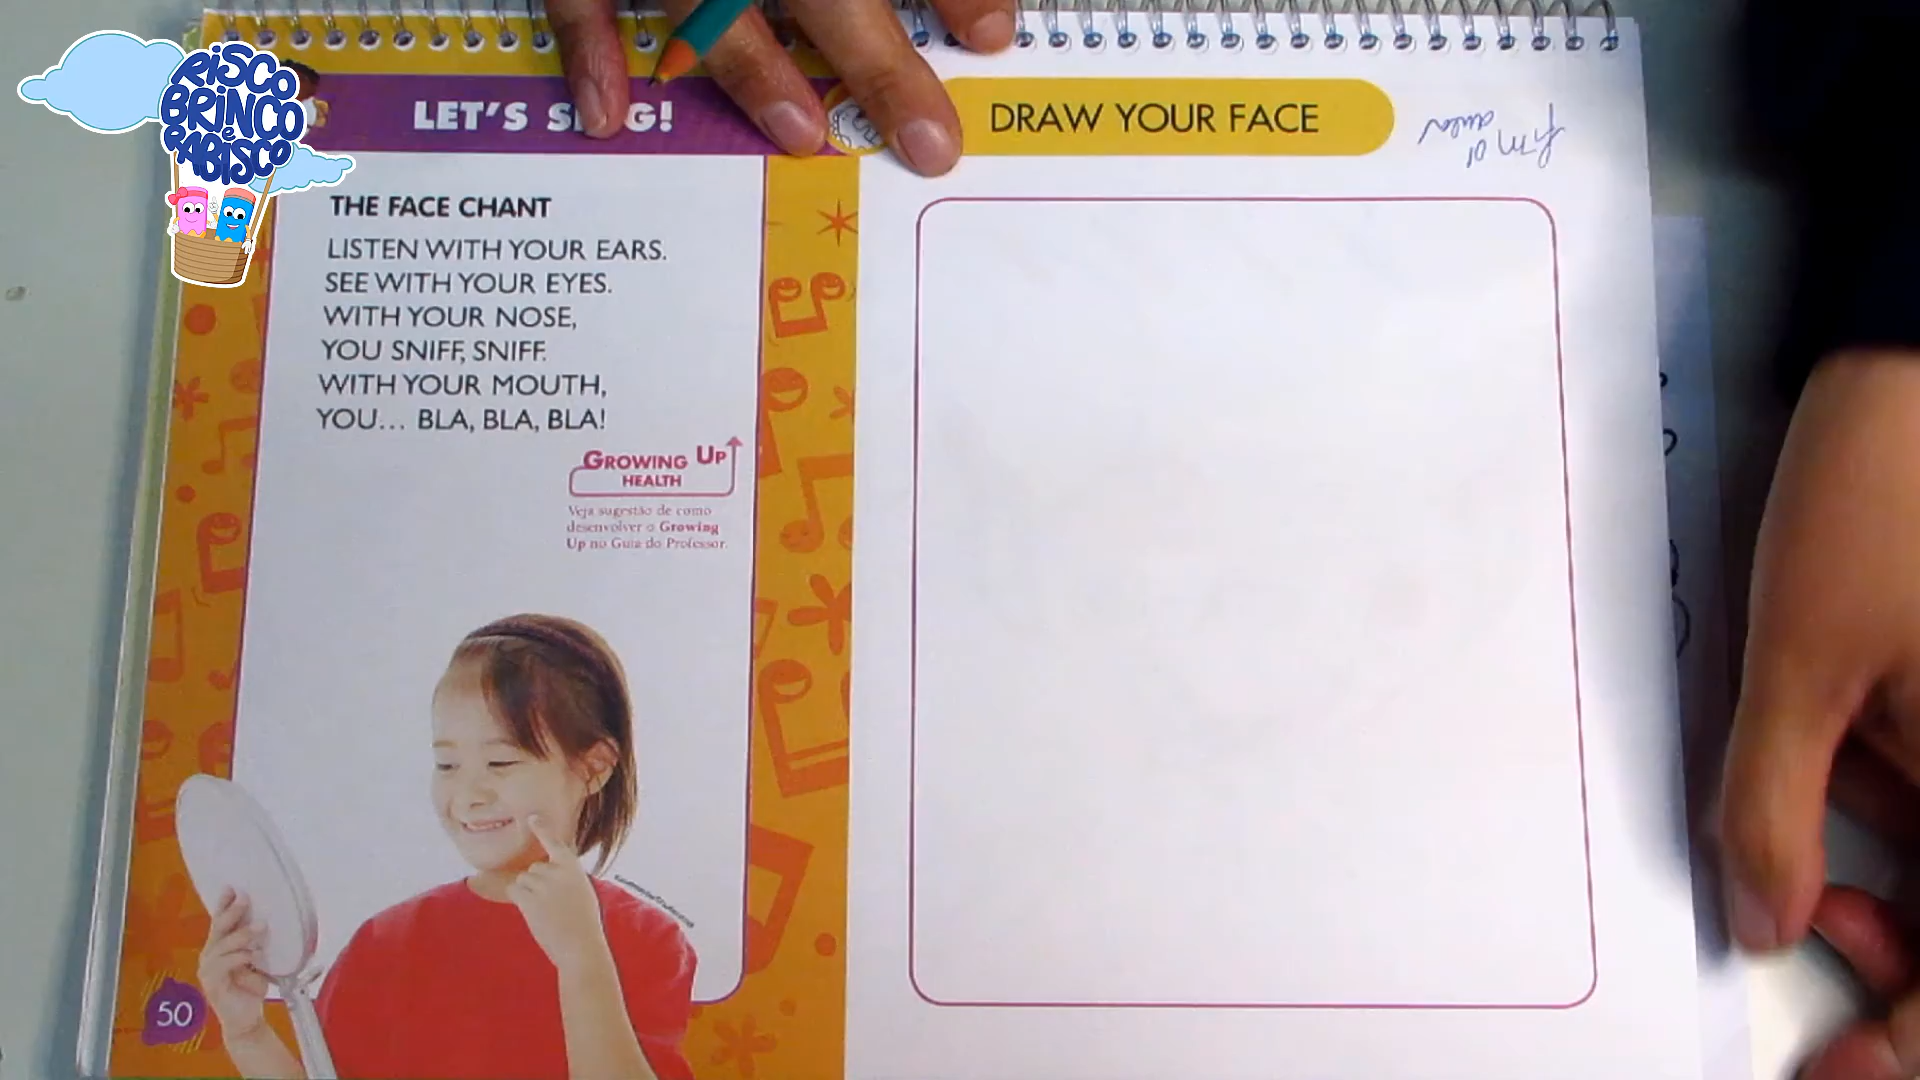 RISCO
BRINCO
e
RABISCO
LET'S SING!
THE FACE CHANT
LISTEN WITH YOUR EARS.
SEE WITH YOUR EYES.
WITH YOUR NOSE,
YOU SNIFF, SNIFF.
WITH YOUR MOUTH,
YOU... BLA, BLA, BLA!
GROWING UP
HEALTH
Veja sugestão de como
desenvolver o Growing
Up no Guia do Professor.
50
DRAW YOUR FACE
aula